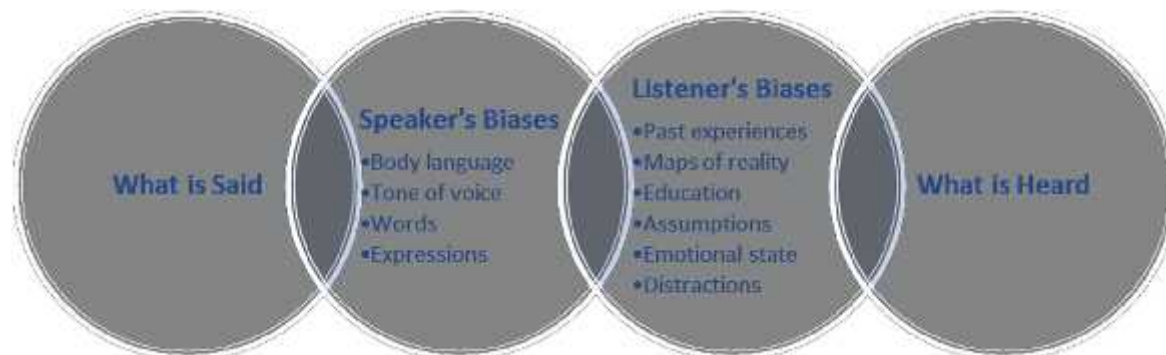 What is Said
Speaker's Biases
•Body language
•Tone of voice
•Words
•Expressions
Listener's Biases
•Past experiences
•Maps of reality
•Education
•Assumptions
•Emotional state
•Distractions
What is Heard